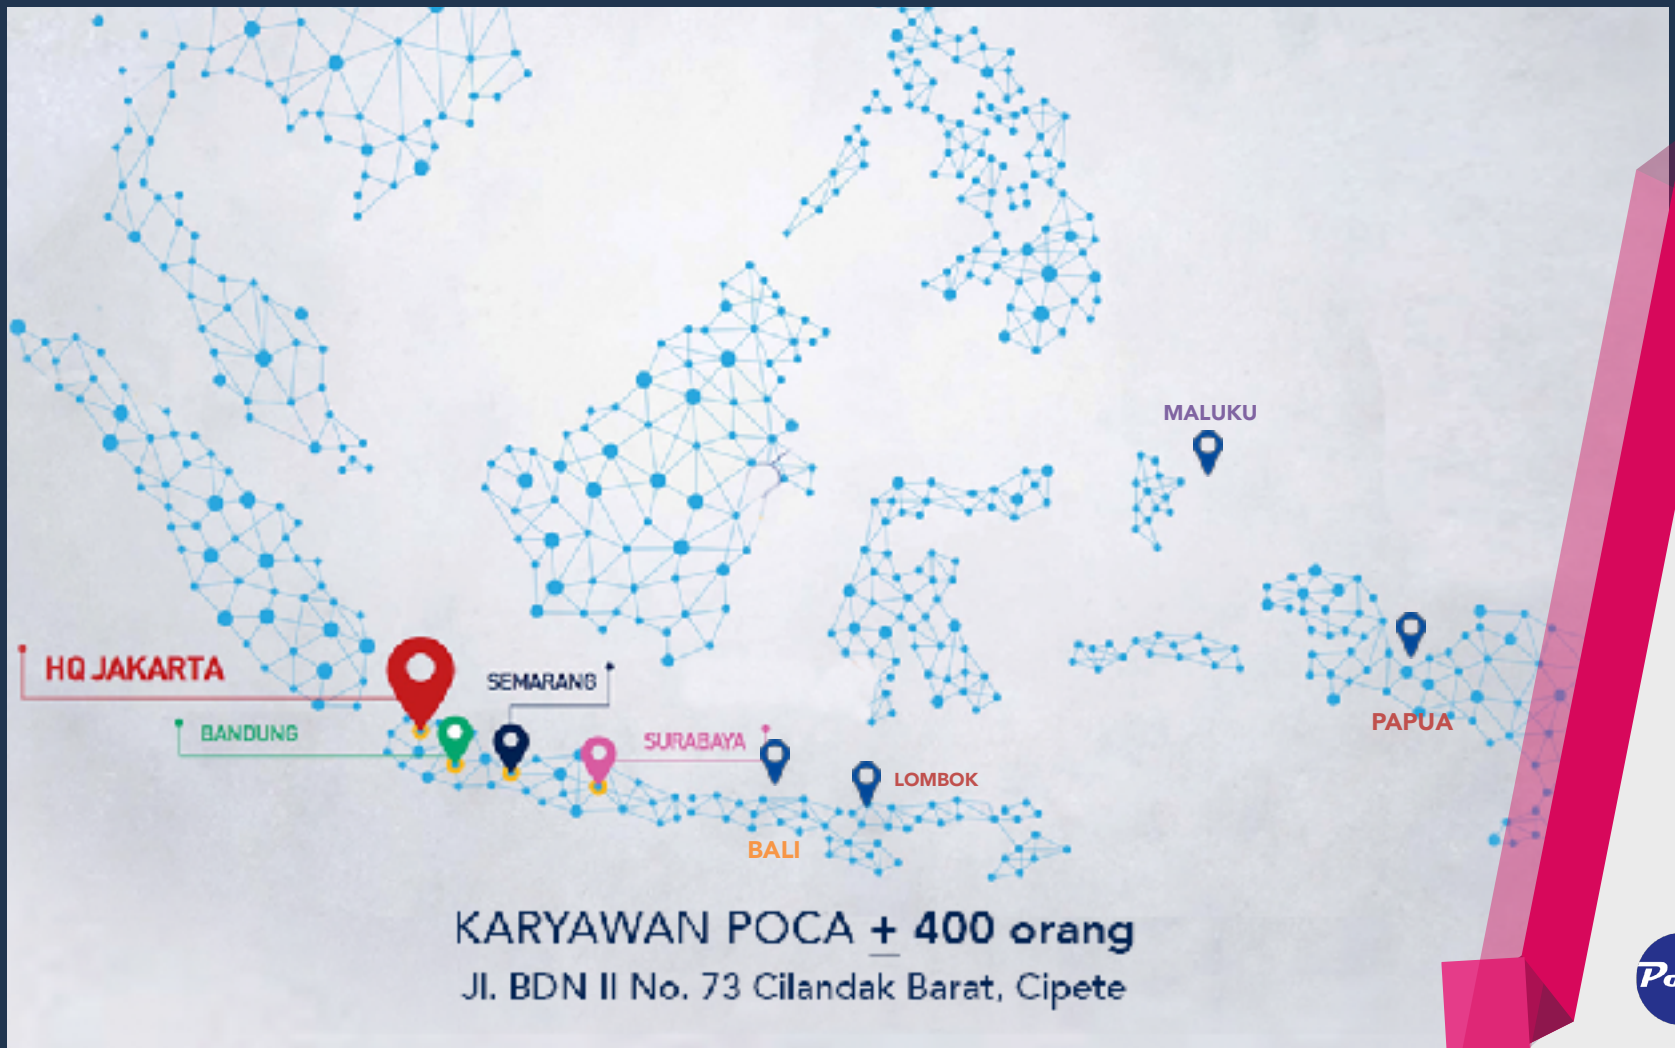 MALUKU
HQ JAKARTA
SEMARANG
BANDUNG
SURABAYA
PAPUA
LOMBOK
BALI
KARYAWAN POCA ± 400 orang
Jl. BDN II No. 73 Cilandak Barat, Cipete